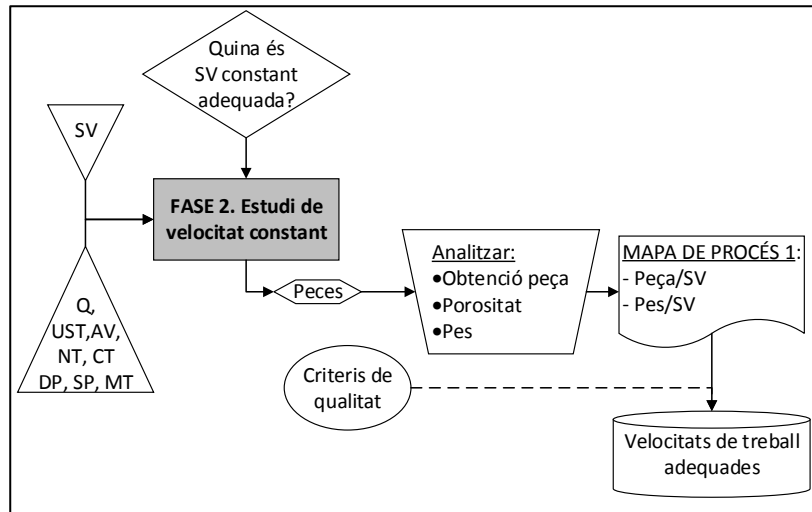 Quina és
SV constant
adequada?
SV
FASE 2. Estudi de
velocitat constant
Q,
UST,AV,
NT, CT
DP, SP, MT
Peces
Analitzar:
•Obtenció peça
•Porositat
•Pes
MAPA DE PROCÉS 1:
- Peça/SV
- Pes/SV
Criteris de
qualitat
Velocitats de treball
adequades